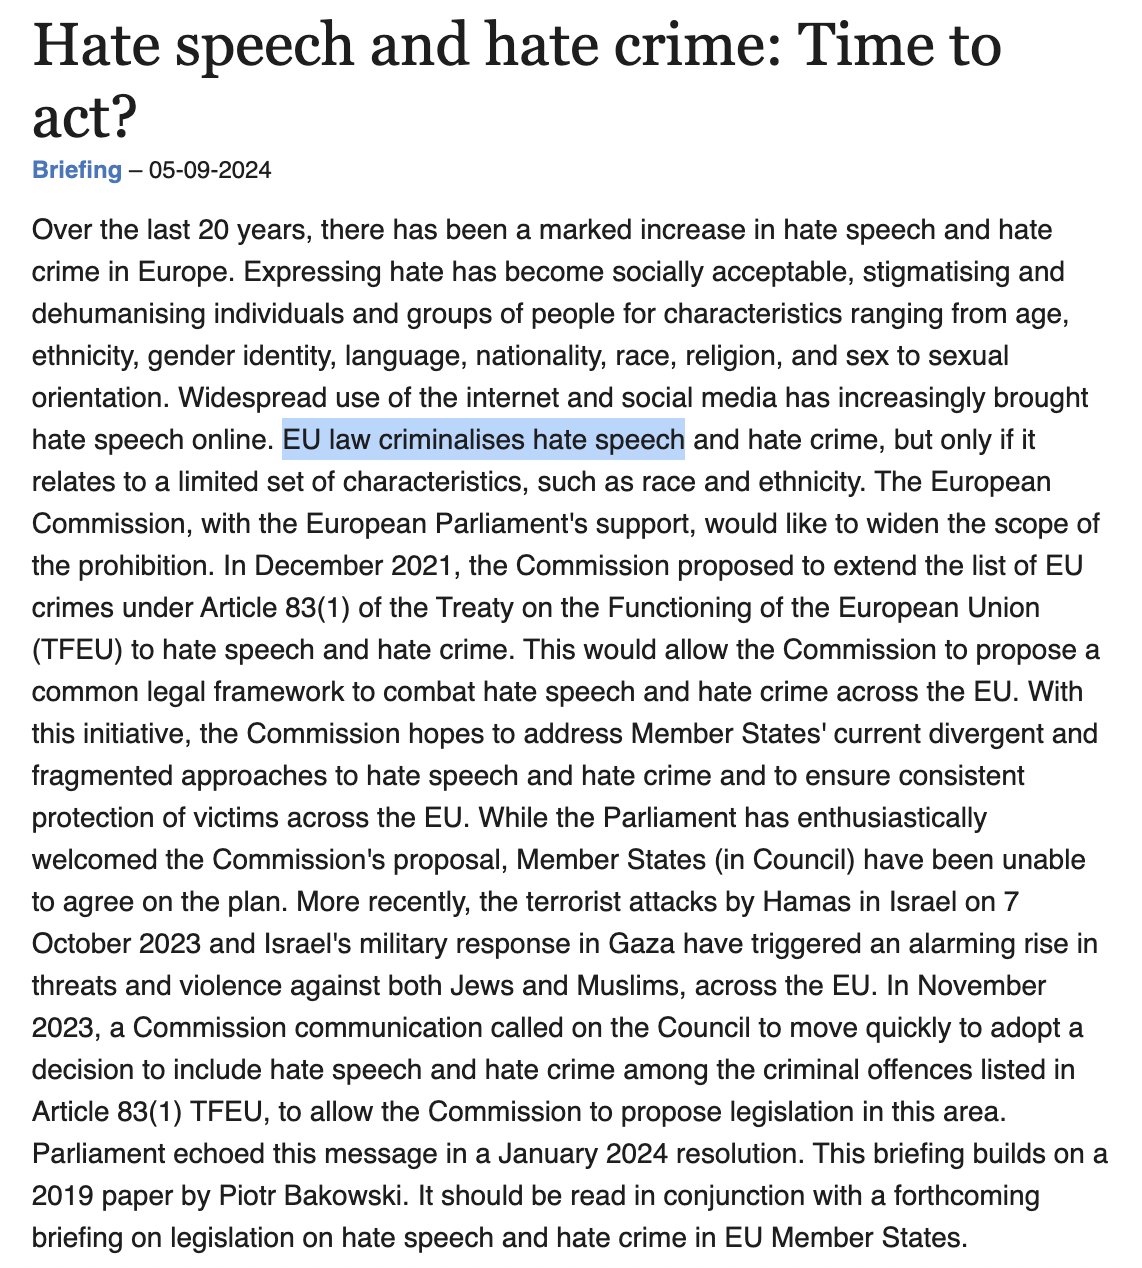 Hate speech and hate crime: Time to
act?
Briefing – 05-09-2024
Over the last 20 years, there has been a marked increase in hate speech and hate
crime in Europe. Expressing hate has become socially acceptable, stigmatising and
dehumanising individuals and groups of people for characteristics ranging from age,
ethnicity, gender identity, language, nationality, race, religion, and sex to sexual
orientation. Widespread use of the internet and social media has increasingly brought
hate speech online. EU law criminalises hate speech and hate crime, but only if it
relates to a limited set of characteristics, such as race and ethnicity. The European
Commission, with the European Parliament's support, would like to widen the scope of
the prohibition. In December 2021, the Commission proposed to extend the list of EU
crimes under Article 83(1) of the Treaty on the Functioning of the European Union
(TFEU) to hate speech and hate crime. This would allow the Commission to propose a
common legal framework to combat hate speech and hate crime across the EU. With
this initiative, the Commission hopes to address Member States' current divergent and
fragmented approaches to hate speech and hate crime and to ensure consistent
protection of victims across the EU. While the Parliament has enthusiastically
welcomed the Commission's proposal, Member States (in Council) have been unable
to agree on the plan. More recently, the terrorist attacks by Hamas in Israel on 7
October 2023 and Israel's military response in Gaza have triggered an alarming rise in
threats and violence against both Jews and Muslims, across the EU. In November
2023, a Commission communication called on the Council to move quickly to adopt a
decision to include hate speech and hate crime among the criminal offences listed in
Article 83(1) TFEU, to allow the Commission to propose legislation in this area.
Parliament echoed this message in a January 2024 resolution. This briefing builds on a
2019 paper by Piotr Bakowski. It should be read in conjunction with a forthcoming
briefing on legislation on hate speech and hate crime in EU Member States.